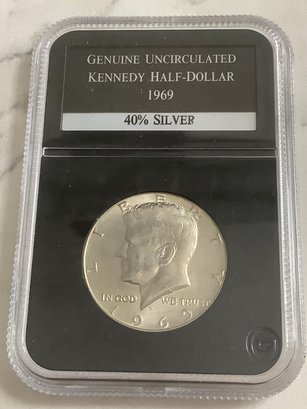 GENUINE UNCIRCULATED
KENNEDY HALF-DOLLAR
1969
40% SILVER
LIBERTY
IN GOD WE TRUST
1969